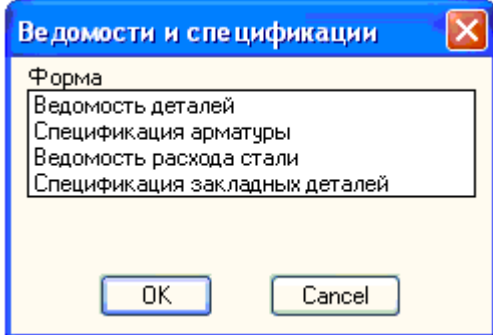 Ведомости и спецификации
Форма
Ведомость деталей
Спецификация арматуры
Ведомость расхода стали
Спецификация закладных деталей
OK
Cancel